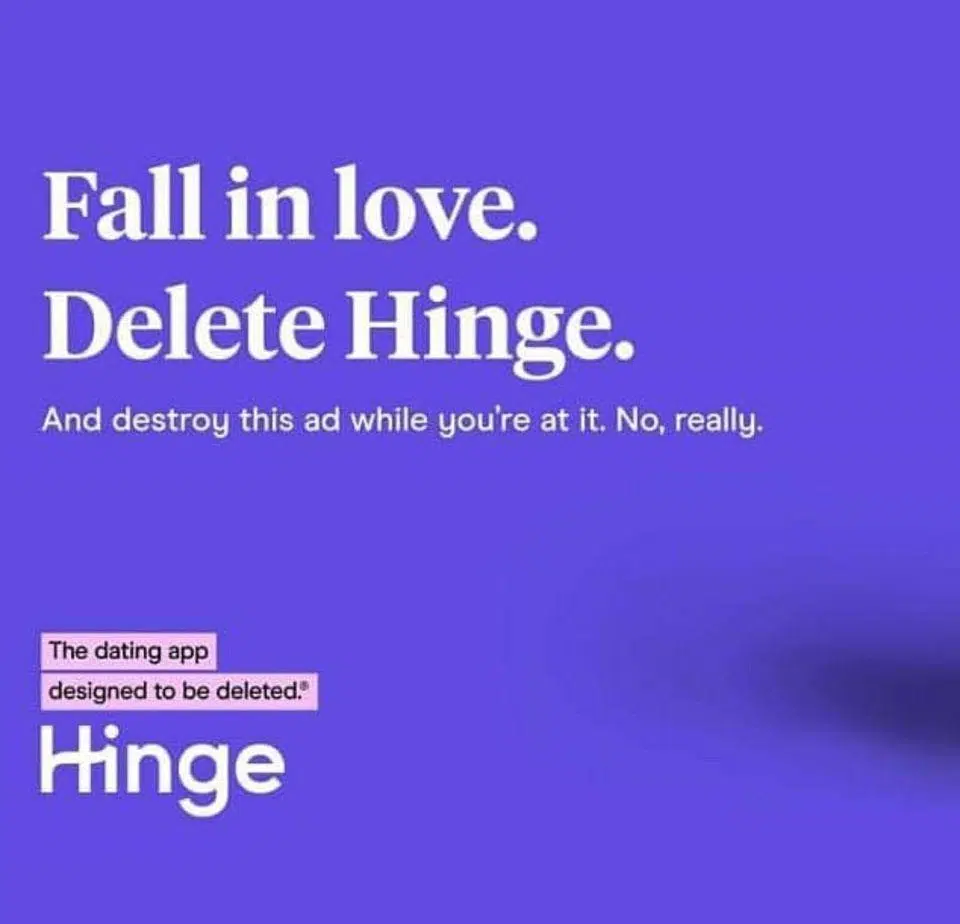 Fall in love.
Delete Hinge.
And destroy this ad while you're at it. No, really.
The dating app
designed to be deleted.®
Hinge